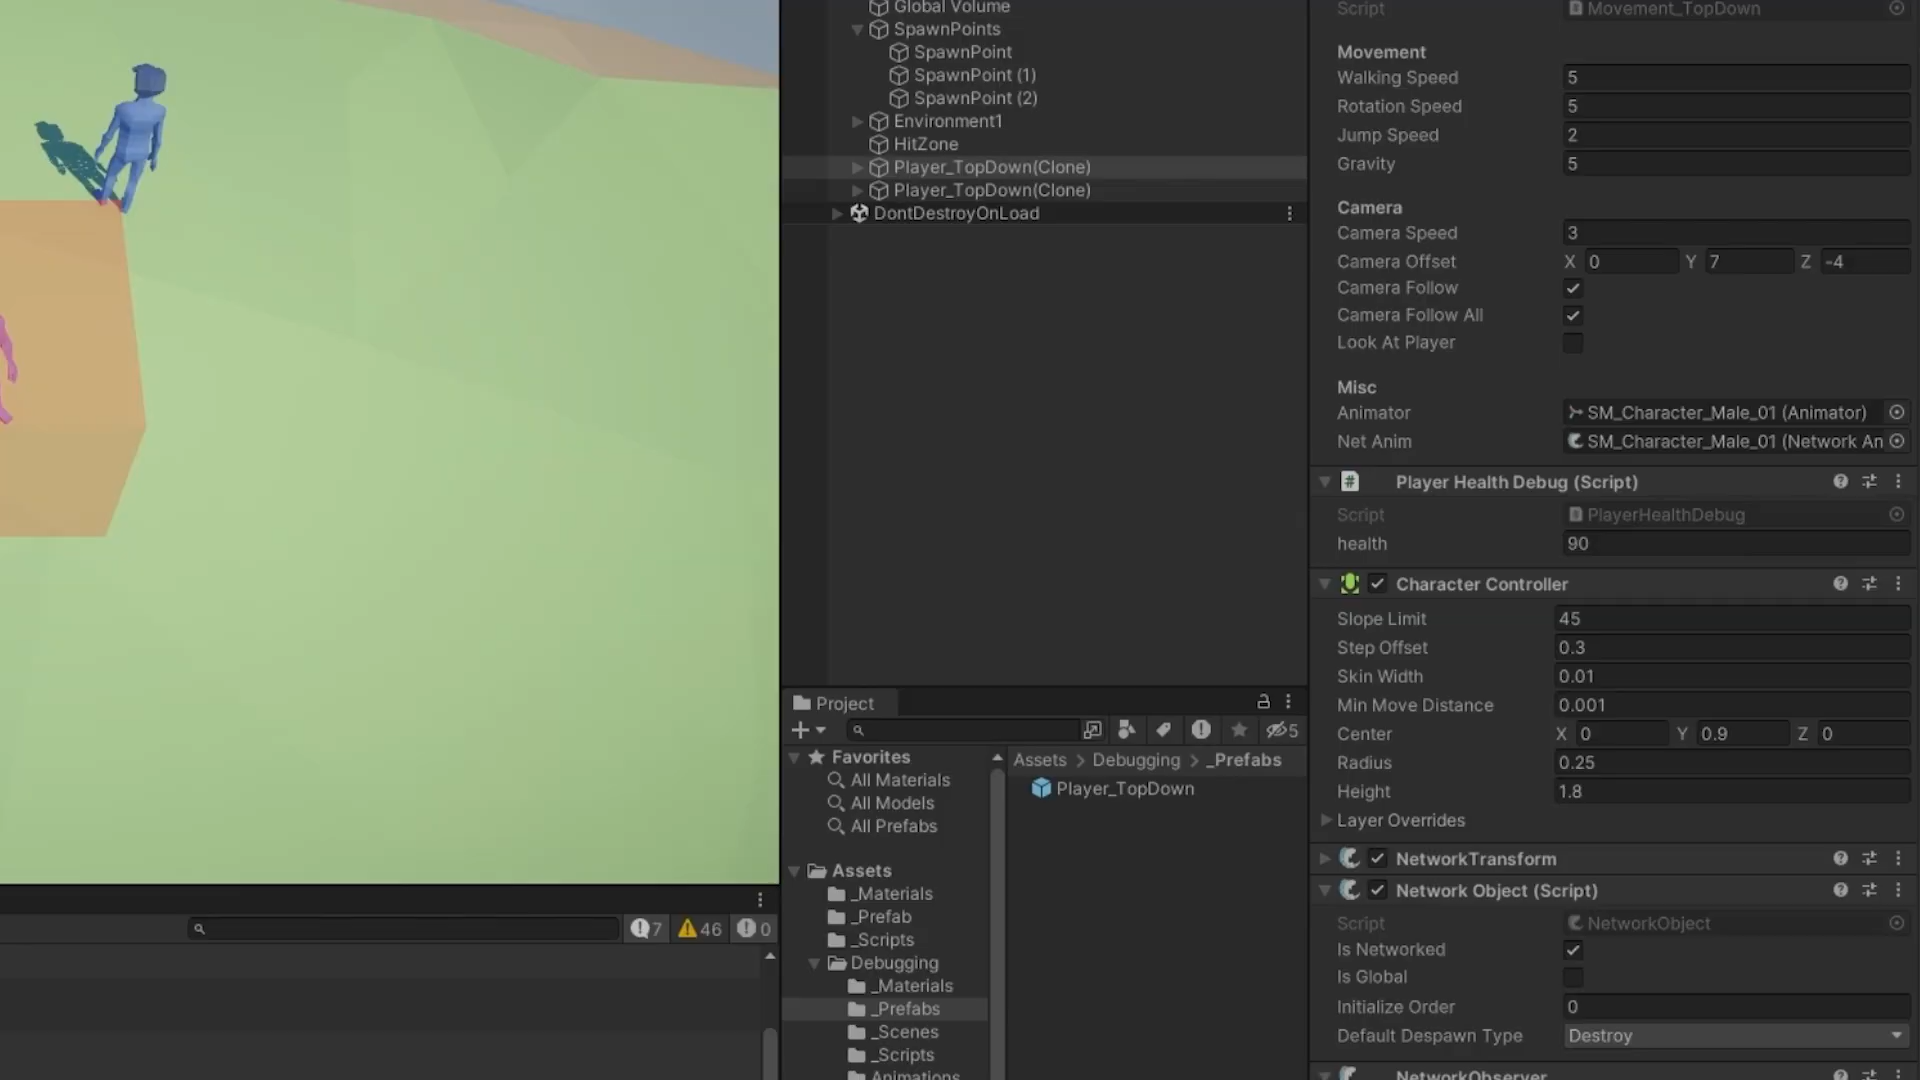 Global Volume
SpawnPoints
SpawnPoint
SpawnPoint (1)
SpawnPoint (2)
Environment1
HitZone
Player_TopDown(Clone)
Player_TopDown(Clone)
DontDestroyOnLoad
Project
5
Favorites
All Materials
All Models
All Prefabs
Assets
_Materials
_Prefab
_Scripts
Debugging
_Materials
_Prefabs
_Scenes
_Scripts
Animations
Assets > Debugging > _Prefabs
Player_TopDown
7 46 0
Script Movement_TopDown
Movement
Walking Speed 5
Rotation Speed 5
Jump Speed 2
Gravity 5
Camera
Camera Speed 3
Camera Offset X 0 Y 7 Z -4
Camera Follow
Camera Follow All
Look At Player
Misc
Animator SM_Character_Male_01 (Animator)
Net Anim SM_Character_Male_01 (Network An
# Player Health Debug (Script)
Script PlayerHealthDebug
health 90
Character Controller
Slope Limit 45
Step Offset 0.3
Skin Width 0.01
Min Move Distance 0.001
Center X 0 Y 0.9 Z 0
Radius 0.25
Height 1.8
Layer Overrides
NetworkTransform
Network Object (Script)
Script NetworkObject
Is Networked
Is Global
Initialize Order 0
Default Despawn Type Destroy
NetworkObserver